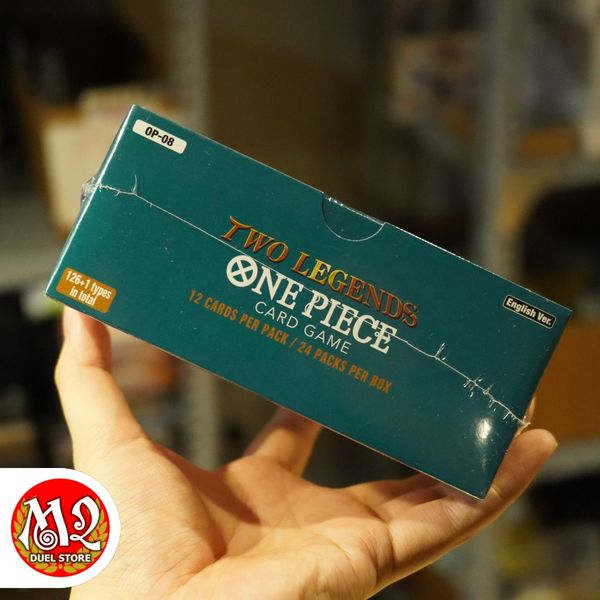 OP-08
TWO LEGENDS
ONE PIECE
CARD GAME
12 CARDS PER PACK / 24 PACKS PER BOX
126+1 types
in total
English Ver.
M2
DUEL STORE